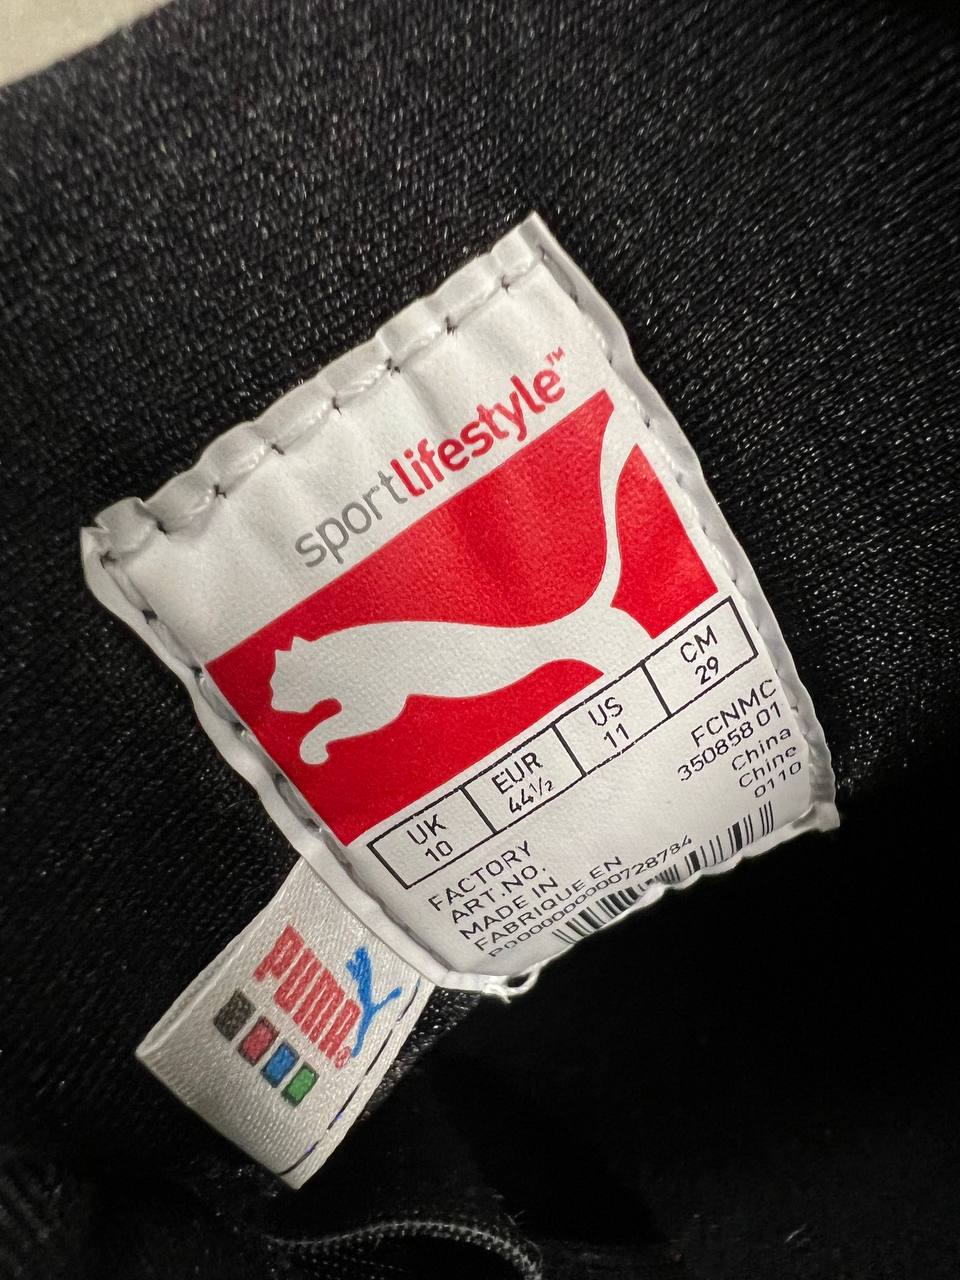 sportlifestyle™
UK EUR US CM
10 44½ 11 29
FACTORY FCNMC
ART.NO. 350858 01
MADE IN China
FABRIQUE EN Chine
P0000000000728784 0110
PUMA®